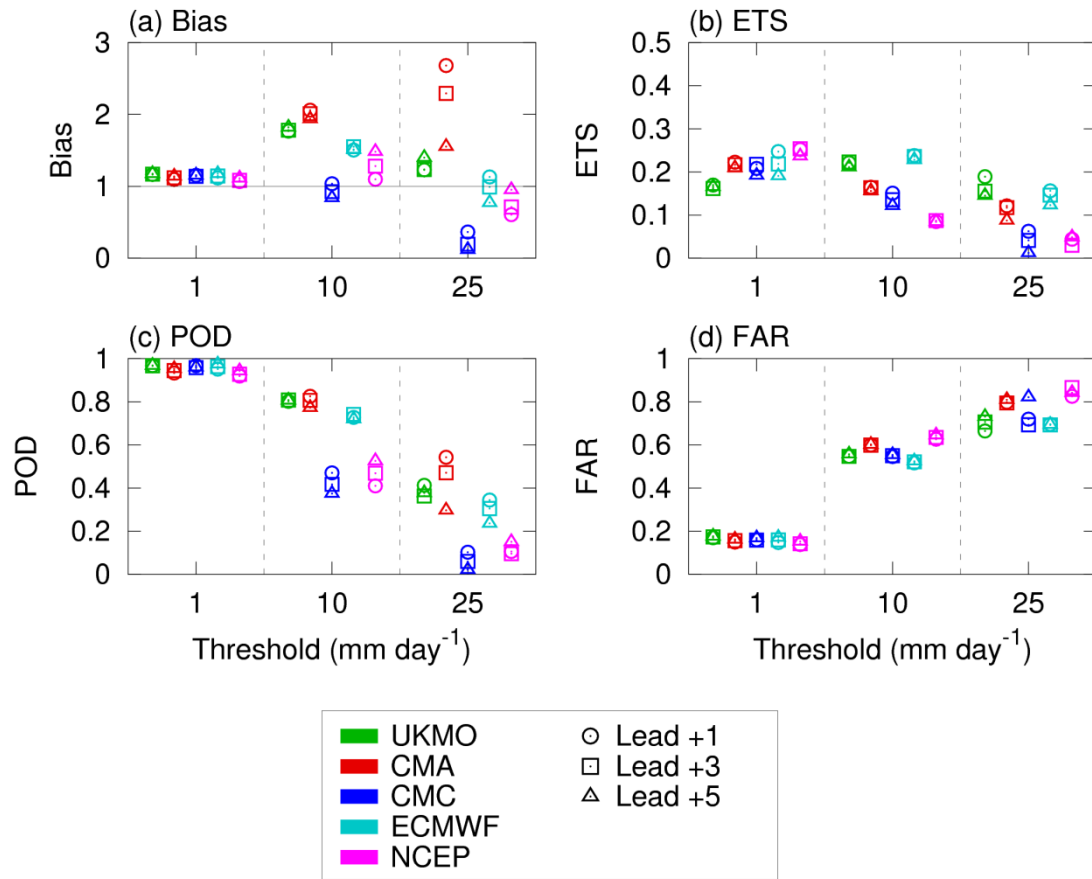 (a) Bias
3
2
1
0
Bias
1 10 25
(b) ETS
0.5
0.4
0.3
0.2
0.1
0
ETS
1 10 25
(c) POD
1
0.8
0.6
0.4
0.2
0
POD
1 10 25
Threshold (mm day⁻¹)
(d) FAR
1
0.8
0.6
0.4
0.2
0
FAR
1 10 25
Threshold (mm day⁻¹)
UKMO
CMA
CMC
ECMWF
NCEP
Lead +1
Lead +3
Lead +5